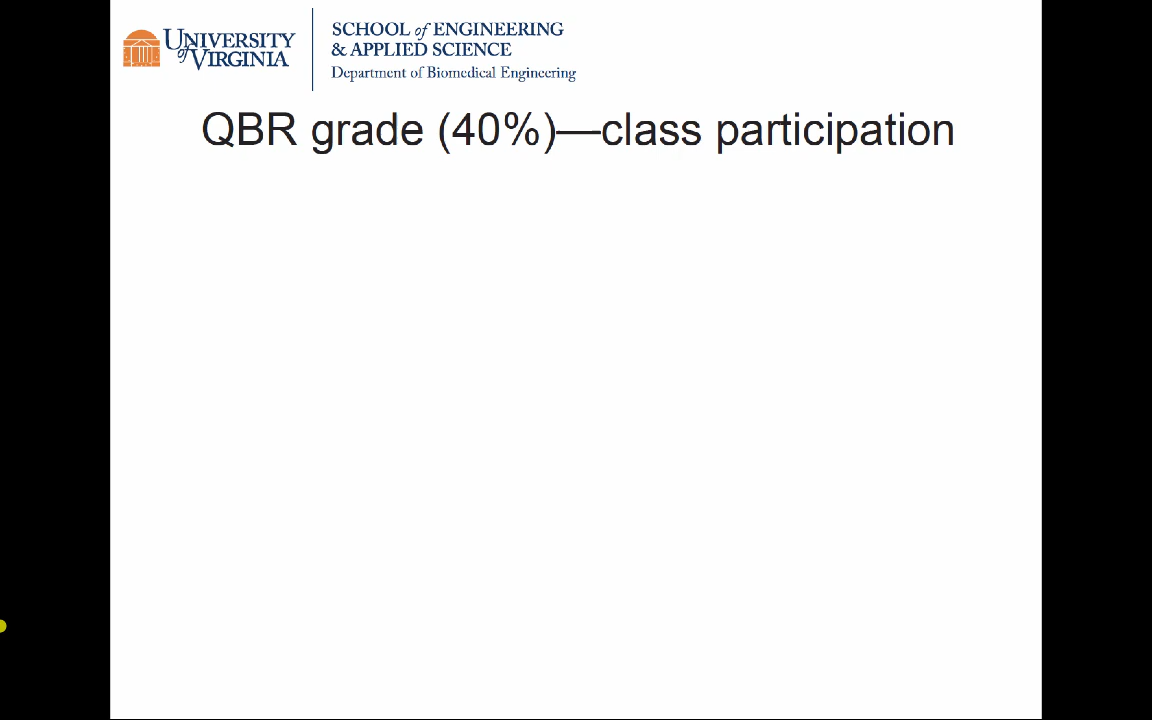 UNIVERSITY
of VIRGINIA
SCHOOL of ENGINEERING
& APPLIED SCIENCE
Department of Biomedical Engineering
QBR grade (40%)—class participation